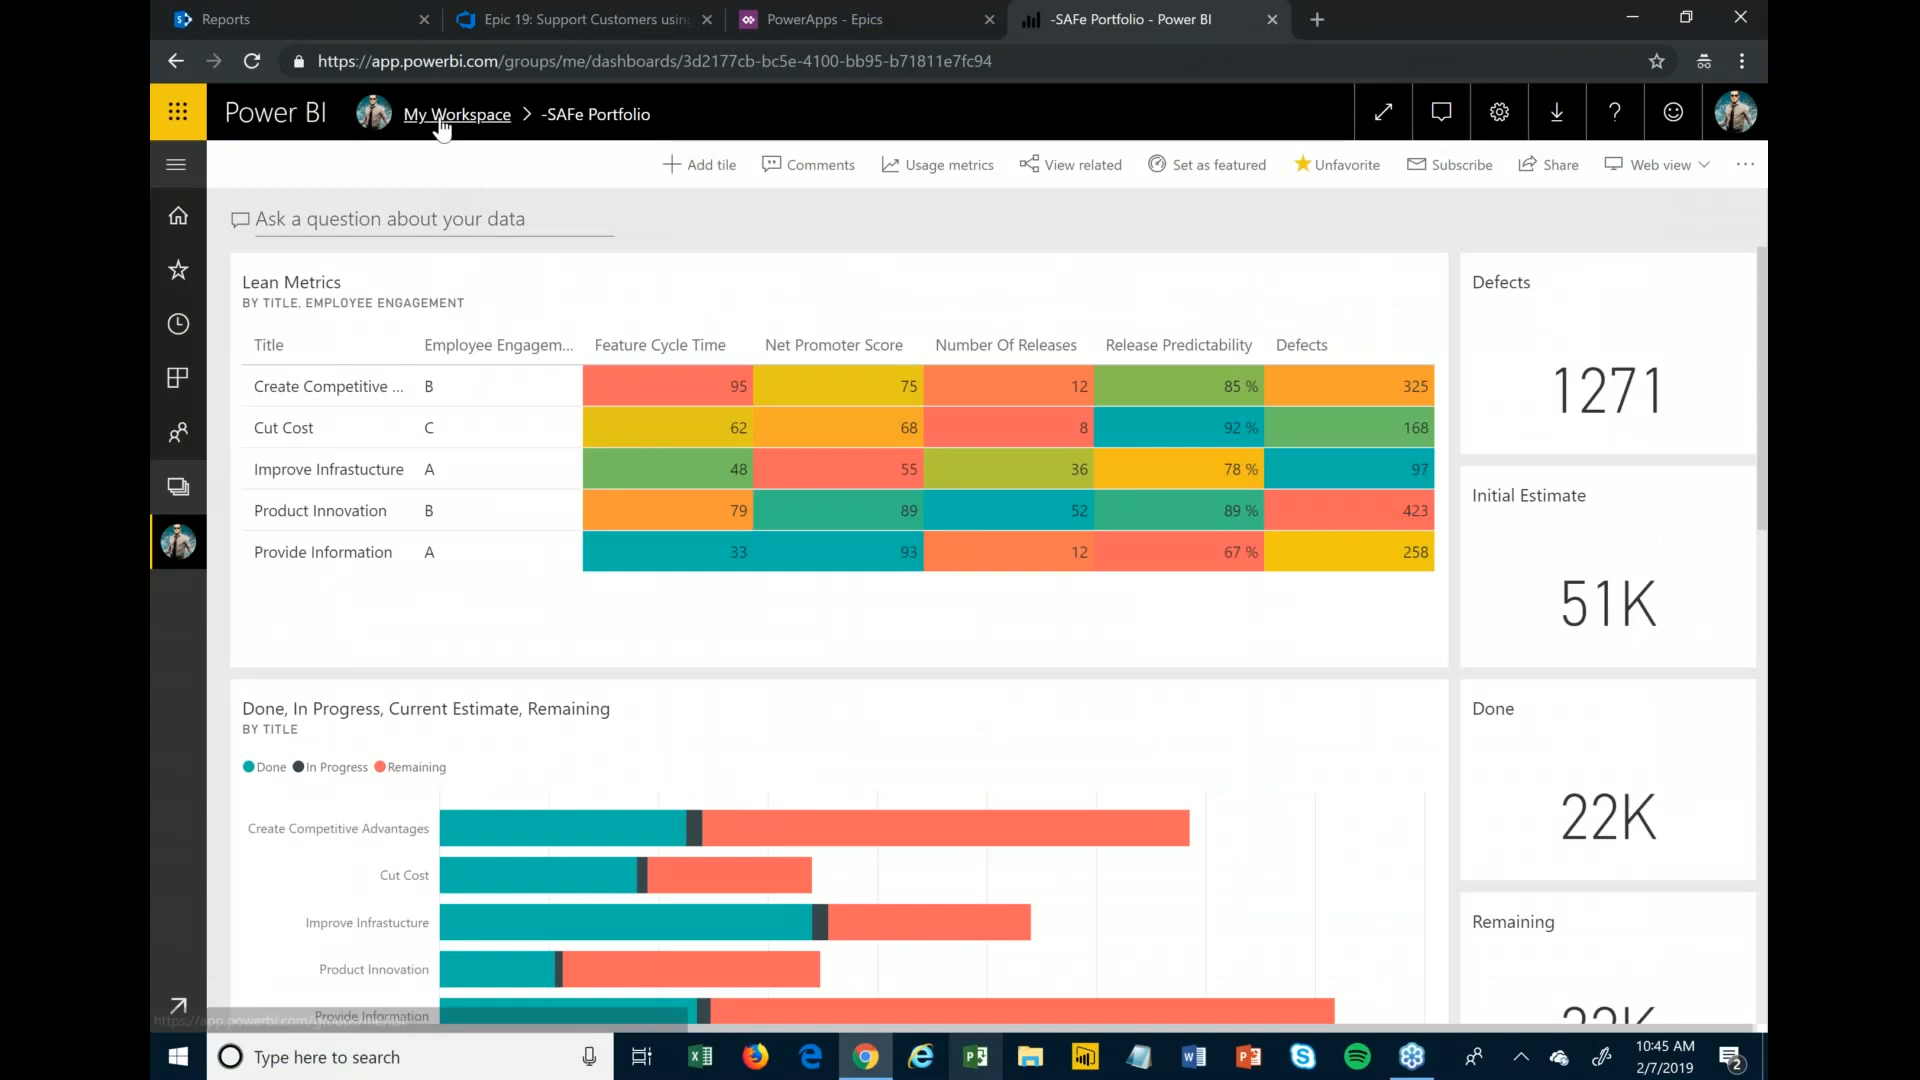 Reports
Epic 19: Support Customers usin
PowerApps - Epics
-SAFe Portfolio - Power BI
https://app.powerbi.com/groups/me/dashboards/3d2177cb-bc5e-4100-bb95-b71811e7fc94
Power BI My Workspace > -SAFe Portfolio
Add tile Comments Usage metrics View related Set as featured Unfavorite Subscribe Share Web view ...
Ask a question about your data
Lean Metrics
BY TITLE, EMPLOYEE ENGAGEMENT
Title Employee Engagem... Feature Cycle Time Net Promoter Score Number Of Releases Release Predictability Defects
Create Competitive ... B 95 75 12 85 % 325
Cut Cost C 62 68 8 92 % 168
Improve Infrastucture A 48 55 36 78 % 97
Product Innovation B 79 89 52 89 % 423
Provide Information A 33 93 12 67 % 258
Defects
1271
Initial Estimate
51K
Done, In Progress, Current Estimate, Remaining
BY TITLE
Done In Progress Remaining
Create Competitive Advantages
Cut Cost
Improve Infrastucture
Product Innovation
Provide Information
Done
22K
Remaining
Type here to search
10:45 AM
2/7/2019
2